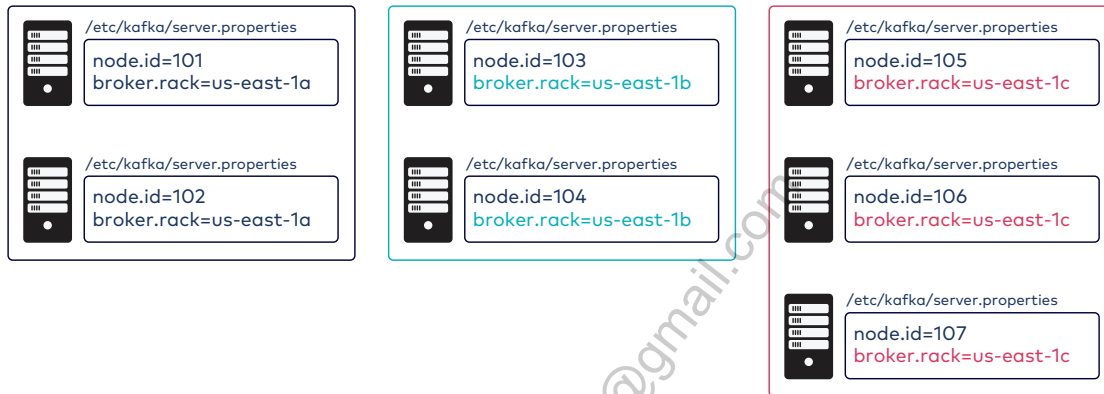 /etc/kafka/server.properties
node.id=101
broker.rack=us-east-1a
/etc/kafka/server.properties
node.id=102
broker.rack=us-east-1a
/etc/kafka/server.properties
node.id=103
broker.rack=us-east-1b
/etc/kafka/server.properties
node.id=104
broker.rack=us-east-1b
/etc/kafka/server.properties
node.id=105
broker.rack=us-east-1c
/etc/kafka/server.properties
node.id=106
broker.rack=us-east-1c
/etc/kafka/server.properties
node.id=107
broker.rack=us-east-1c
@gmail.com